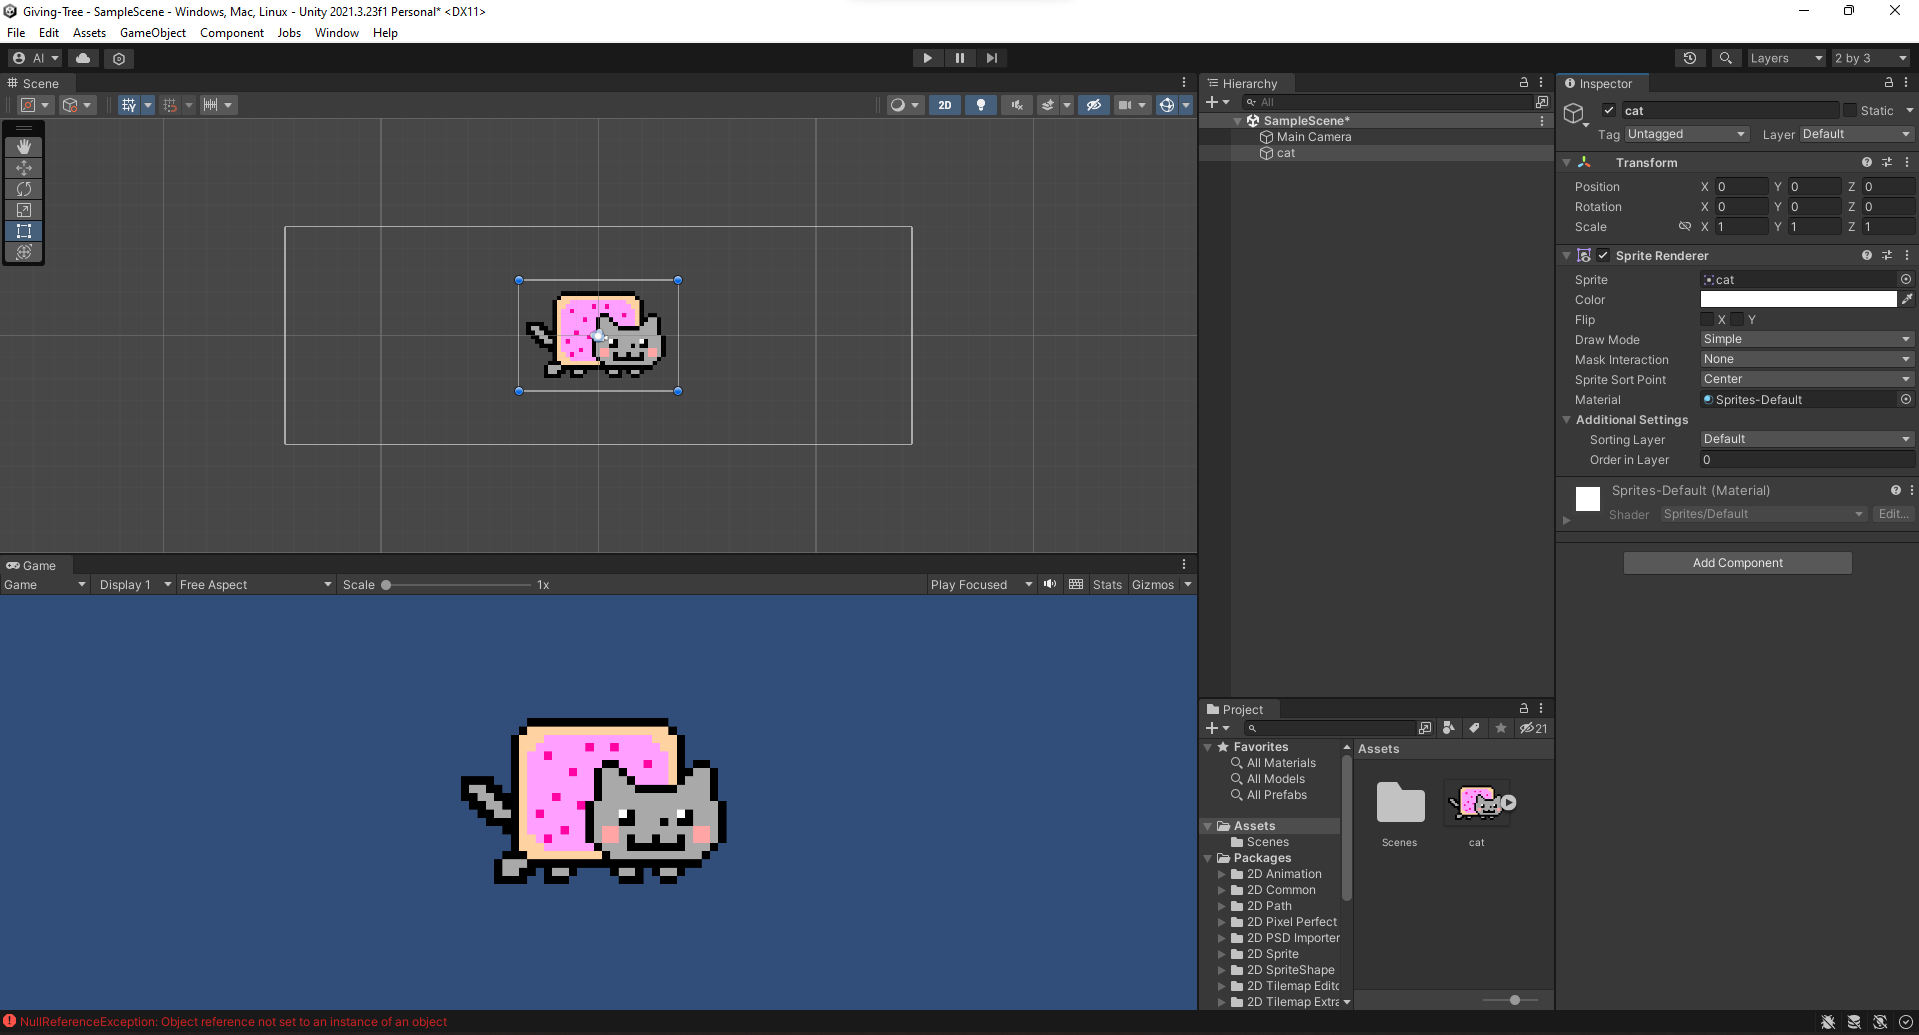 Giving-Tree - SampleScene - Windows, Mac, Linux - Unity 2021.3.23f1 Personal* <DX11>
File Edit Assets GameObject Component Jobs Window Help
AI Layers 2 by 3
Scene
2D
Hierarchy
All
SampleScene*
Main Camera
cat
Inspector
cat Static
Tag Untagged Layer Default
Transform
Position X 0 Y 0 Z 0
Rotation X 0 Y 0 Z 0
Scale X 1 Y 1 Z 1
Sprite Renderer
Sprite cat
Color
Flip X Y
Draw Mode Simple
Mask Interaction None
Sprite Sort Point Center
Material Sprites-Default
Additional Settings
Sorting Layer Default
Order in Layer 0
Sprites-Default (Material)
Shader Sprites/Default Edit...
Add Component
Game
Game Display 1 Free Aspect Scale 1x Play Focused Stats Gizmos
Project
21
Favorites
All Materials
All Models
All Prefabs
Assets
Scenes
Packages
2D Animation
2D Common
2D Path
2D Pixel Perfect
2D PSD Importer
2D Sprite
2D SpriteShape
2D Tilemap Edito
2D Tilemap Extra
Assets
Scenes cat
NullReferenceException: Object reference not set to an instance of an object